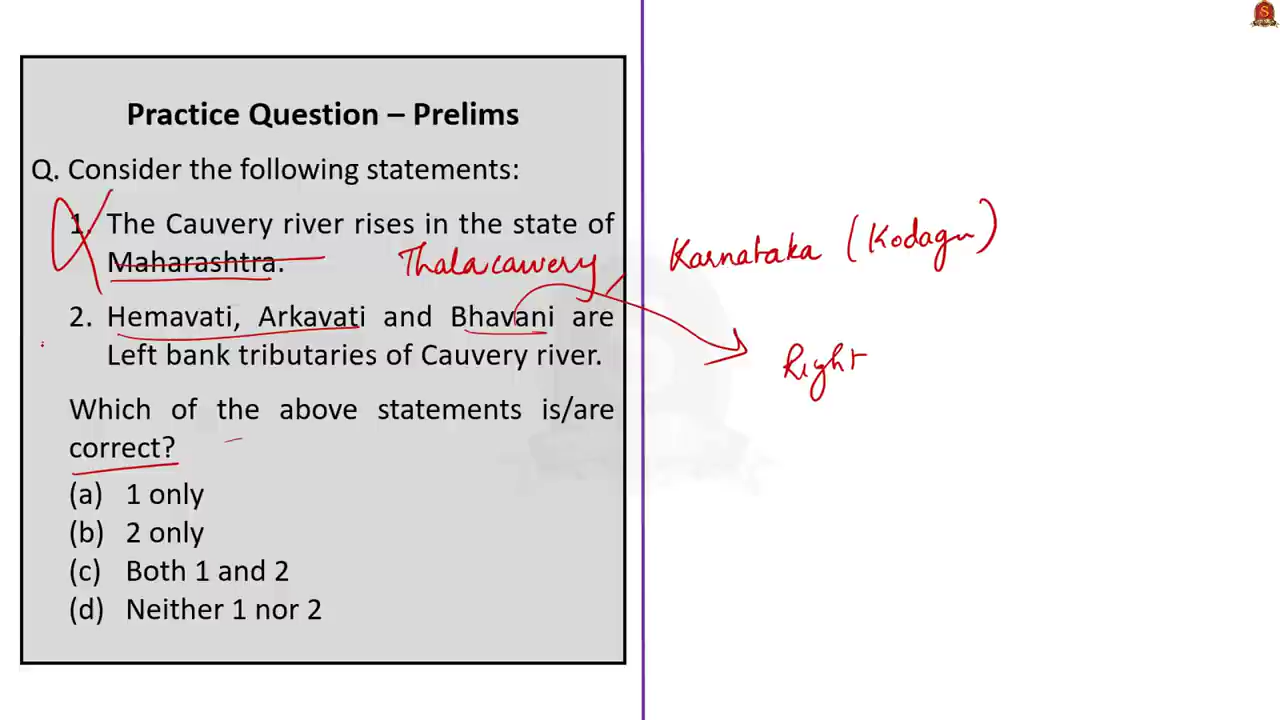 Practice Question – Prelims
Q. Consider the following statements:
1. The Cauvery river rises in the state of
Maharashtra.
Thalacauvery
Karnataka (Kodagu)
2. Hemavati, Arkavati and Bhavani are
Left bank tributaries of Cauvery river.
Right
Which of the above statements is/are
correct?
(a) 1 only
(b) 2 only
(c) Both 1 and 2
(d) Neither 1 nor 2